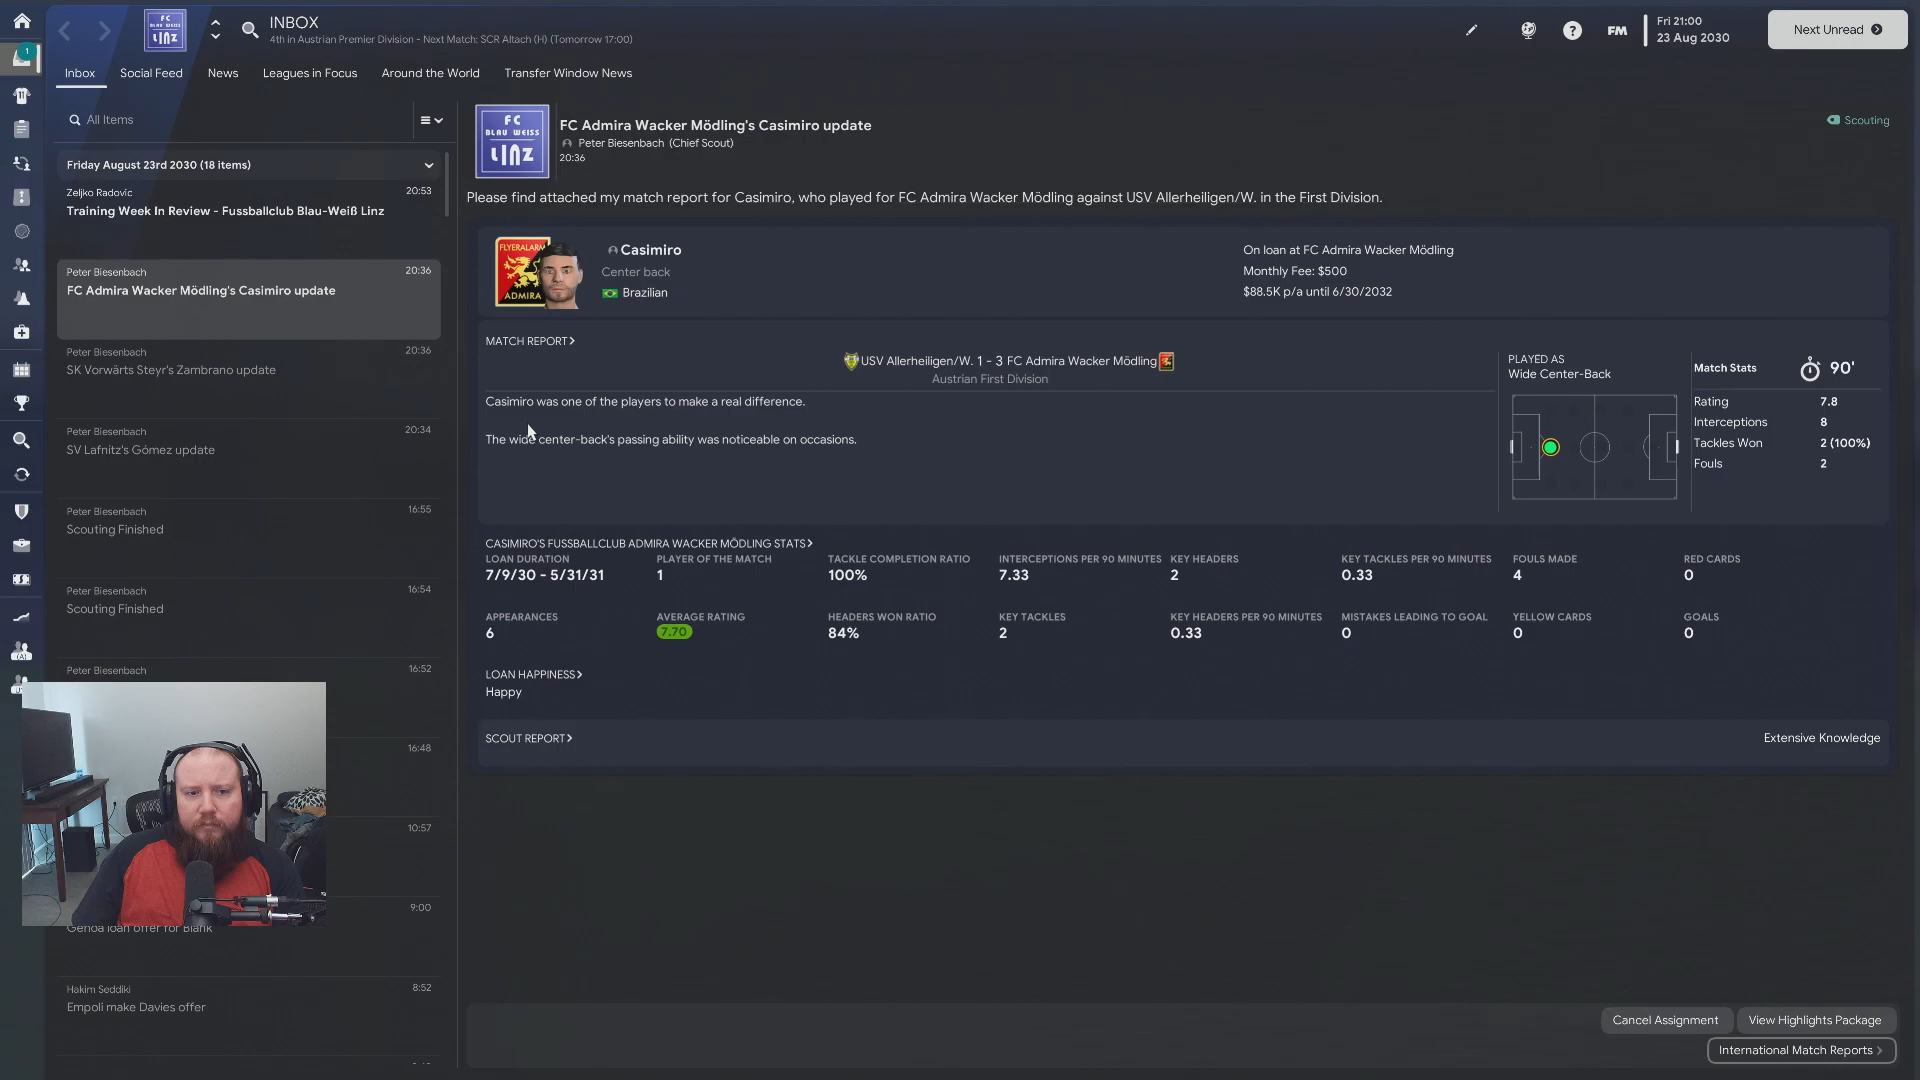 FC
BLAU WEISS
LINZ
INBOX
4th in Austrian Premier Division - Next Match: SCR Altach (H) (Tomorrow 17:00)
FM
Fri 21:00
23 Aug 2030
Next Unread
1
Inbox
Social Feed
News
Leagues in Focus
Around the World
Transfer Window News
All Items
Friday August 23rd 2030 (18 items)
Zeljko Radovic
20:53
Training Week In Review - Fussballclub Blau-Weiß Linz
Peter Biesenbach
20:36
FC Admira Wacker Mödling's Casimiro update
Peter Biesenbach
20:36
SK Vorwärts Steyr's Zambrano update
Peter Biesenbach
20:34
SV Lafnitz's Gómez update
Peter Biesenbach
16:55
Scouting Finished
Peter Biesenbach
16:54
Scouting Finished
Peter Biesenbach
16:52
16:48
10:57
9:00
Genoa loan offer for Blank
Hakim Seddiki
8:52
Empoli make Davies offer
FC
BLAU WEISS
LINZ
FC Admira Wacker Mödling's Casimiro update
Peter Biesenbach (Chief Scout)
20:36
Scouting
Please find attached my match report for Casimiro, who played for FC Admira Wacker Mödling against USV Allerheiligen/W. in the First Division.
FLYERALARM
ADMIRA
Casimiro
Center back
Brazilian
On loan at FC Admira Wacker Mödling
Monthly Fee: $500
$88.5K p/a until 6/30/2032
MATCH REPORT
USV Allerheiligen/W. 1 - 3 FC Admira Wacker Mödling
Austrian First Division
Casimiro was one of the players to make a real difference.
The wide center-back's passing ability was noticeable on occasions.
PLAYED AS
Wide Center-Back
Match Stats
90'
Rating
7.8
Interceptions
8
Tackles Won
2 (100%)
Fouls
2
CASIMIRO'S FUSSBALLCLUB ADMIRA WACKER MÖDLING STATS
LOAN DURATION
7/9/30 - 5/31/31
PLAYER OF THE MATCH
1
TACKLE COMPLETION RATIO
100%
INTERCEPTIONS PER 90 MINUTES
7.33
KEY HEADERS
2
KEY TACKLES PER 90 MINUTES
0.33
FOULS MADE
4
RED CARDS
0
APPEARANCES
6
AVERAGE RATING
7.70
HEADERS WON RATIO
84%
KEY TACKLES
2
KEY HEADERS PER 90 MINUTES
0.33
MISTAKES LEADING TO GOAL
0
YELLOW CARDS
0
GOALS
0
LOAN HAPPINESS
Happy
SCOUT REPORT
Extensive Knowledge
Cancel Assignment
View Highlights Package
International Match Reports